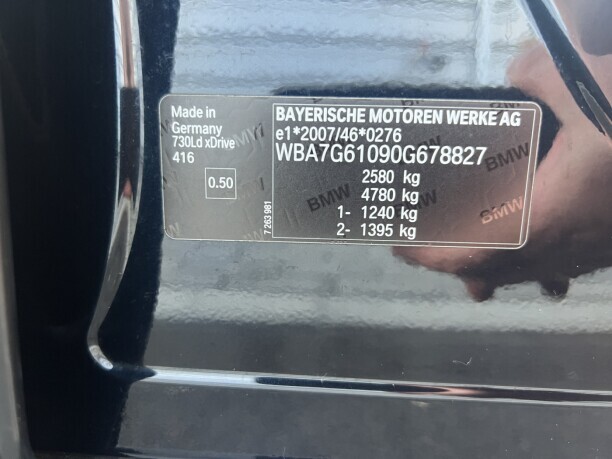 Made in
Germany
730Ld xDrive
416
0.50
7 263 981
BAYERISCHE MOTOREN WERKE AG
e1*2007/46*0276
WBA7G61090G678827
2580 kg
4780 kg
1- 1240 kg
2- 1395 kg
BMW
BMW
BMW